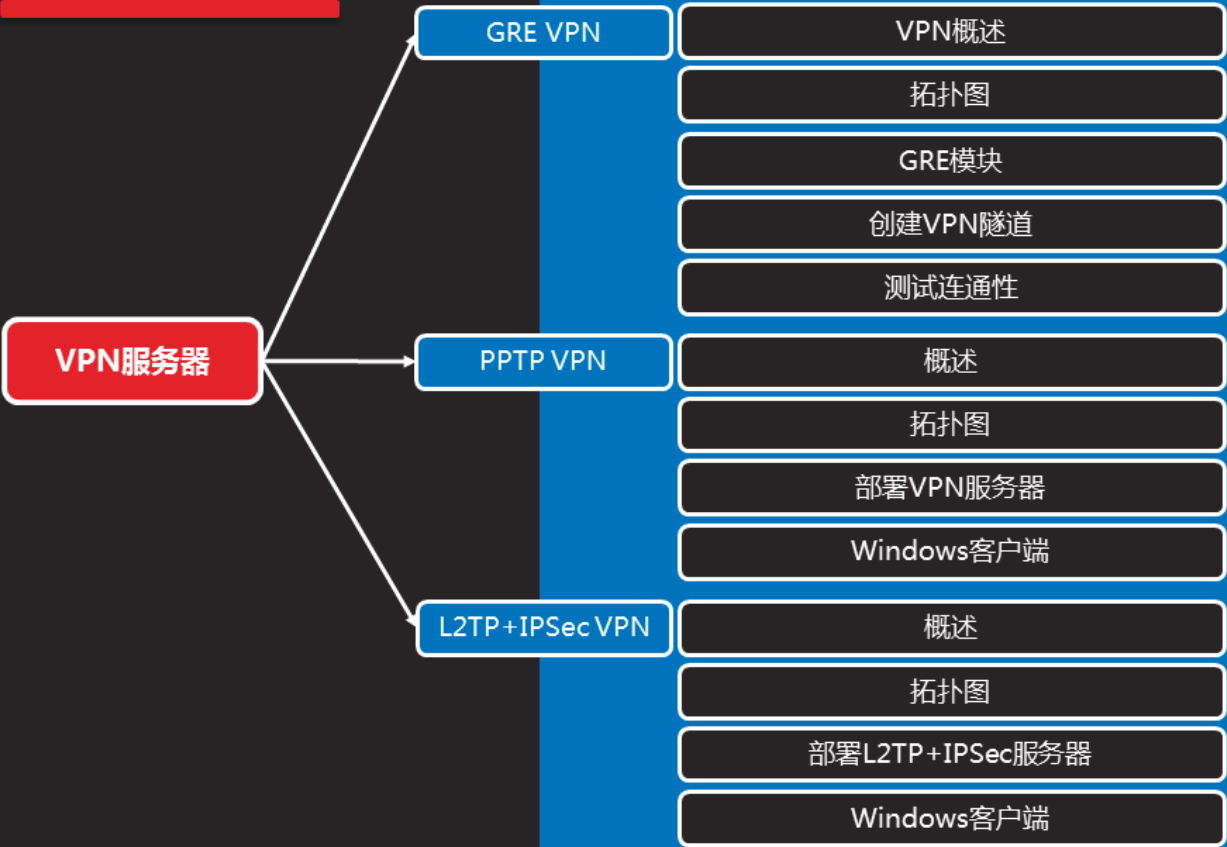 GRE VPN
VPN概述
拓扑图
GRE模块
创建VPN隧道
测试连通性
VPN服务器
PPTP VPN
概述
拓扑图
部署VPN服务器
Windows客户端
L2TP+IPSec VPN
概述
拓扑图
部署L2TP+IPSec服务器
Windows客户端